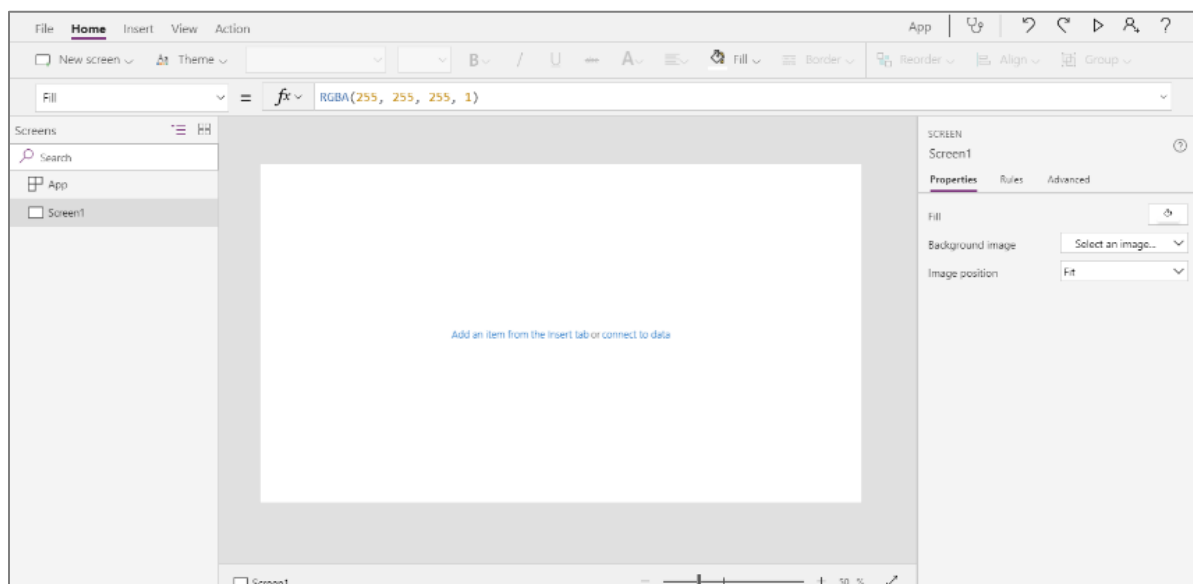 File Home Insert View Action App ?
New screen Theme B / U abc A Fill Border Reorder Align Group
Fill = fx RGBA(255, 255, 255, 1)
Screens
Search
App
Screen1
Add an item from the Insert tab or connect to data
SCREEN
Screen1
Properties Rules Advanced
Fill
Background image Select an image...
Image position Fit
Screen1 50 %